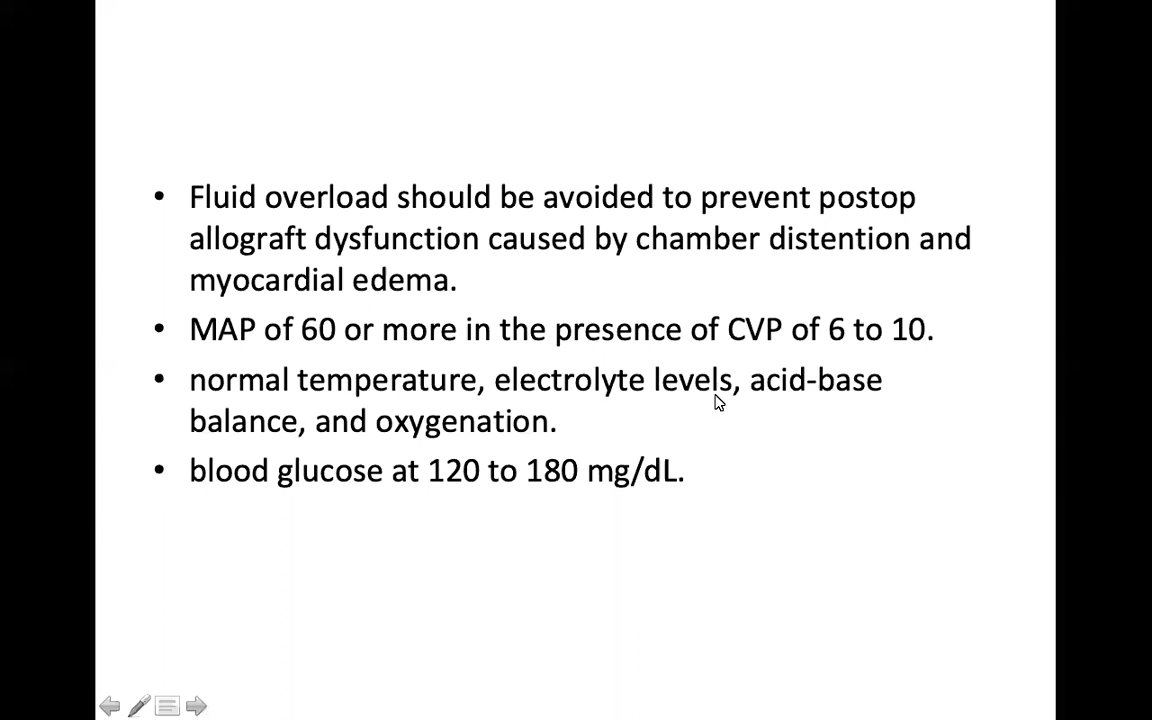 • Fluid overload should be avoided to prevent postop
allograft dysfunction caused by chamber distention and
myocardial edema.
• MAP of 60 or more in the presence of CVP of 6 to 10.
• normal temperature, electrolyte levels, acid-base
balance, and oxygenation.
• blood glucose at 120 to 180 mg/dL.